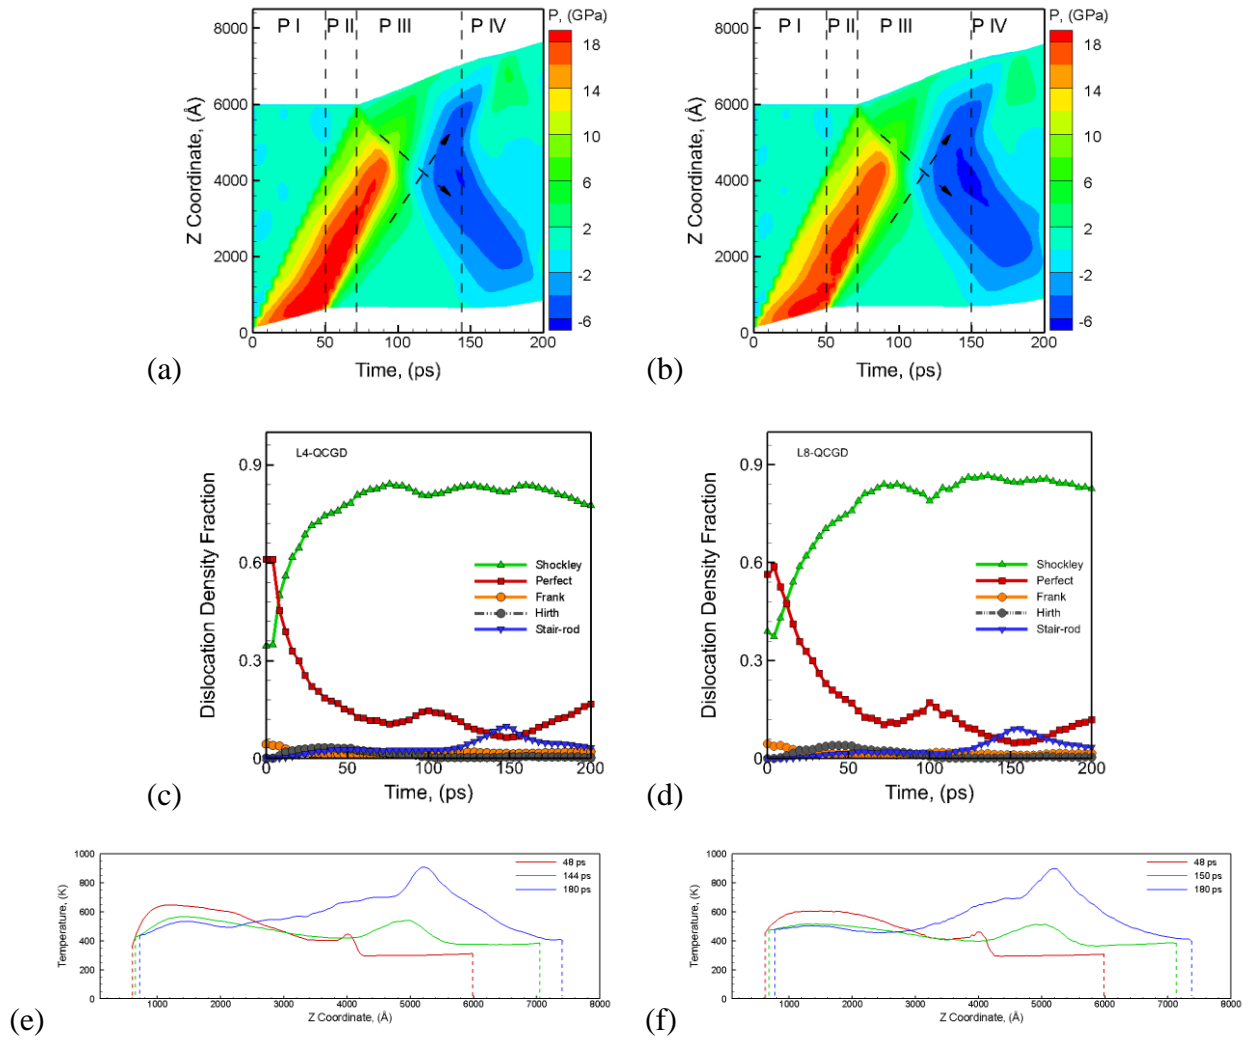 P I P II P III P IV
P, (GPa)
8000
6000
4000
2000
0
Z Coordinate, (Å)
0 50 100 150 200
Time, (ps)
18
14
10
6
2
-2
-6
(a)
P I P II P III P IV
P, (GPa)
8000
6000
4000
2000
0
Z Coordinate, (Å)
0 50 100 150 200
Time, (ps)
18
14
10
6
2
-2
-6
(b)
L4-QCGD
0.9
0.6
0.3
0
Dislocation Density Fraction
Shockley
Perfect
Frank
Hirth
Stair-rod
0 50 100 150 200
Time, (ps)
(c)
L8-QCGD
0.9
0.6
0.3
0
Dislocation Density Fraction
Shockley
Perfect
Frank
Hirth
Stair-rod
0 50 100 150 200
Time, (ps)
(d)
1000
800
600
400
200
0
Temperature, (K)
48 ps
144 ps
180 ps
1000 2000 3000 4000 5000 6000 7000 8000
Z Coordinate, (Å)
(e)
1000
800
600
400
200
0
Temperature, (K)
48 ps
150 ps
180 ps
1000 2000 3000 4000 5000 6000 7000 8000
Z Coordinate, (Å)
(f)